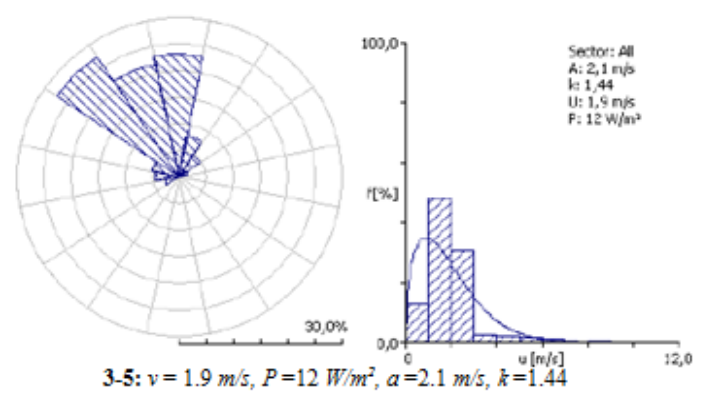 100,0
Sector: All
A: 2,1 m/s
k: 1,44
U: 1,9 m/s
P: 12 W/m²
f[%]
30,0%
0,0
0
u [m/s]
12,0
3-5: v = 1.9 m/s, P =12 W/m², a =2.1 m/s, k =1.44